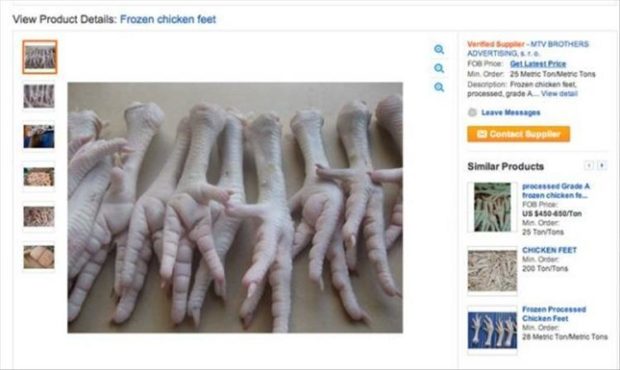 View Product Details: Frozen chicken feet
Verified Supplier - MTV BROTHERS
ADVERTISING, s. r. o.
FOB Price: Get Latest Price
Min. Order: 25 Metric Ton/Metric Tons
Description: Frozen chicken feet,
processed, grade A... View detail
Leave Messages
Contact Supplier
Similar Products
processed Grade A
frozen chicken fe...
FOB Price:
US $450-650/Ton
Min. Order:
25 Ton/Tons
CHICKEN FEET
Min. Order:
200 Ton/Tons
Frozen Processed
Chicken Feet
Min. Order:
28 Metric Ton/Metric Tons